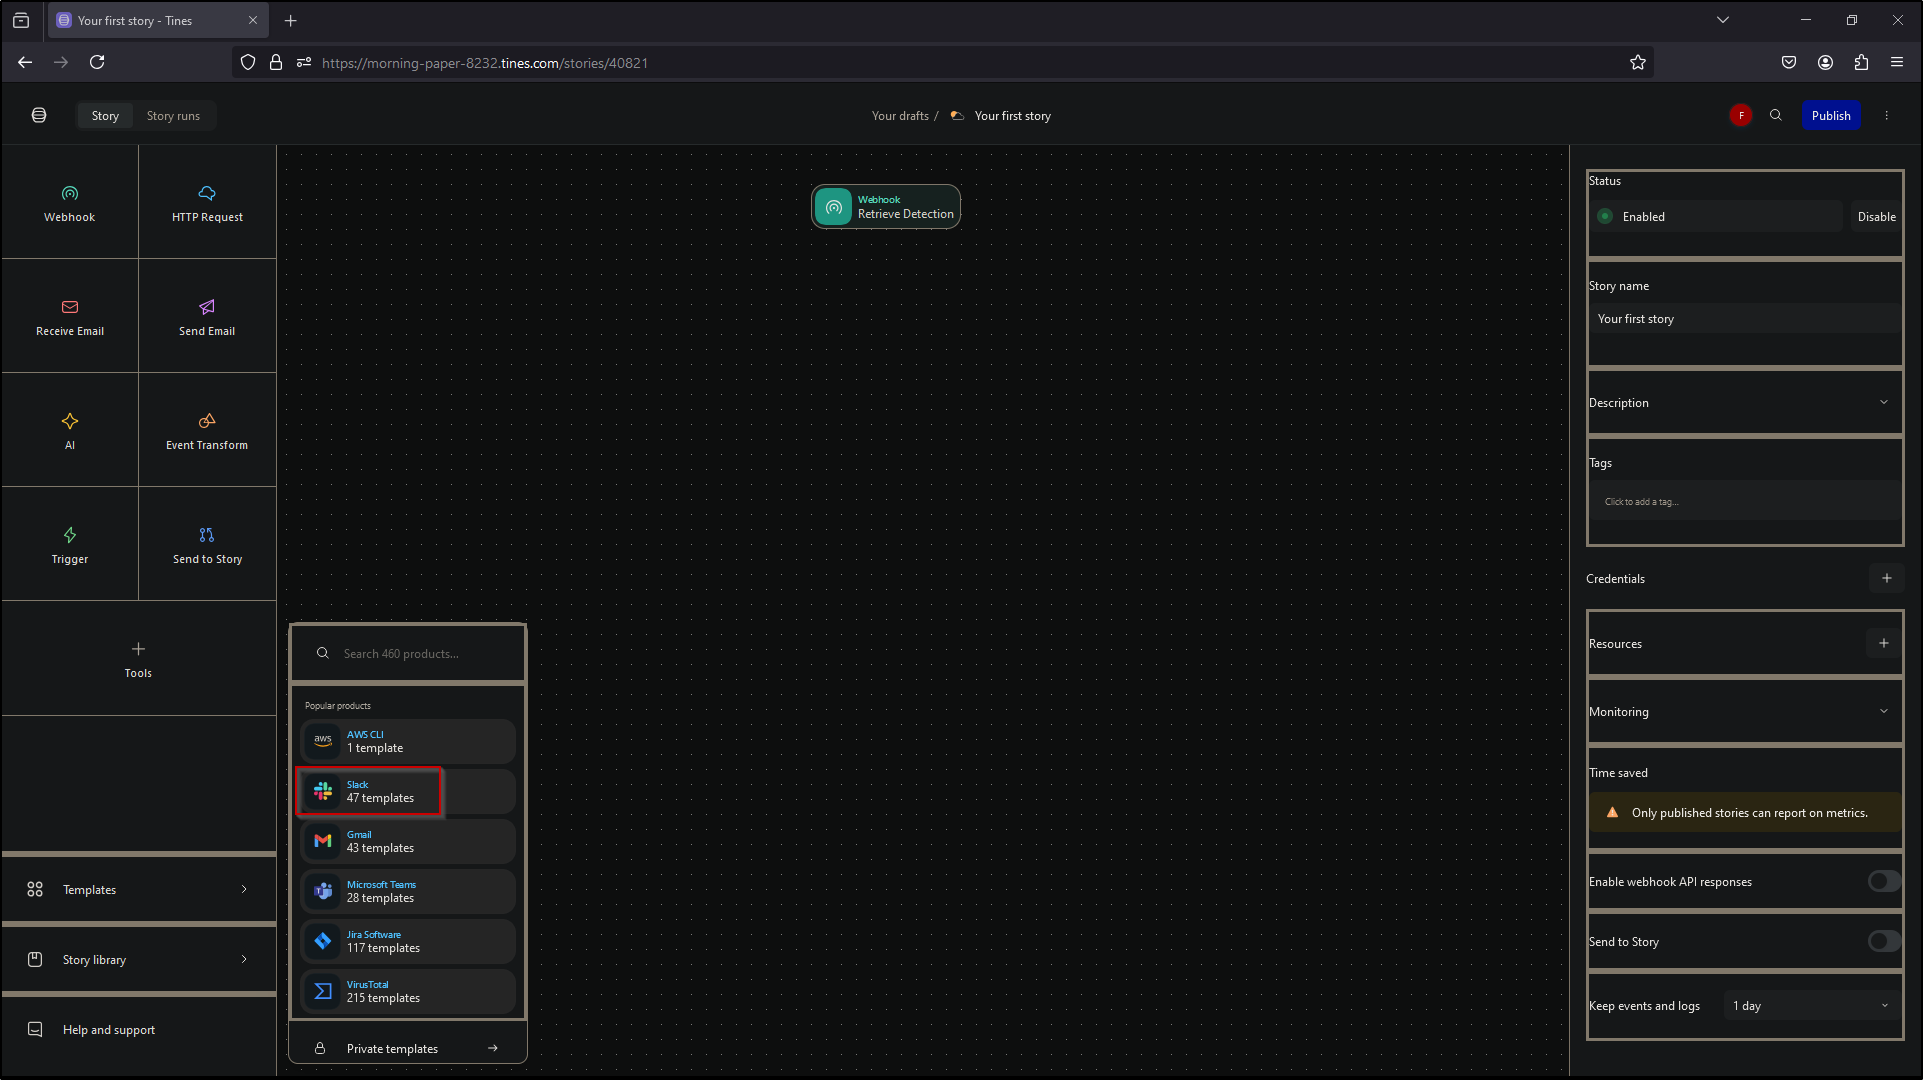 Your first story - Tines
https://morning-paper-8232.tines.com/stories/40821
Story
Story runs
Your drafts /
Your first story
F
Publish
Webhook
HTTP Request
Receive Email
Send Email
AI
Event Transform
Trigger
Send to Story
Tools
Templates
Story library
Help and support
Webhook
Retrieve Detection
Search 460 products...
Popular products
aws
AWS CLI
1 template
Slack
47 templates
Gmail
43 templates
Microsoft Teams
28 templates
Jira Software
117 templates
VirusTotal
215 templates
Private templates
Status
Enabled
Disable
Story name
Your first story
Description
Tags
Click to add a tag...
Credentials
Resources
Monitoring
Time saved
Only published stories can report on metrics.
Enable webhook API responses
Send to Story
Keep events and logs
1 day